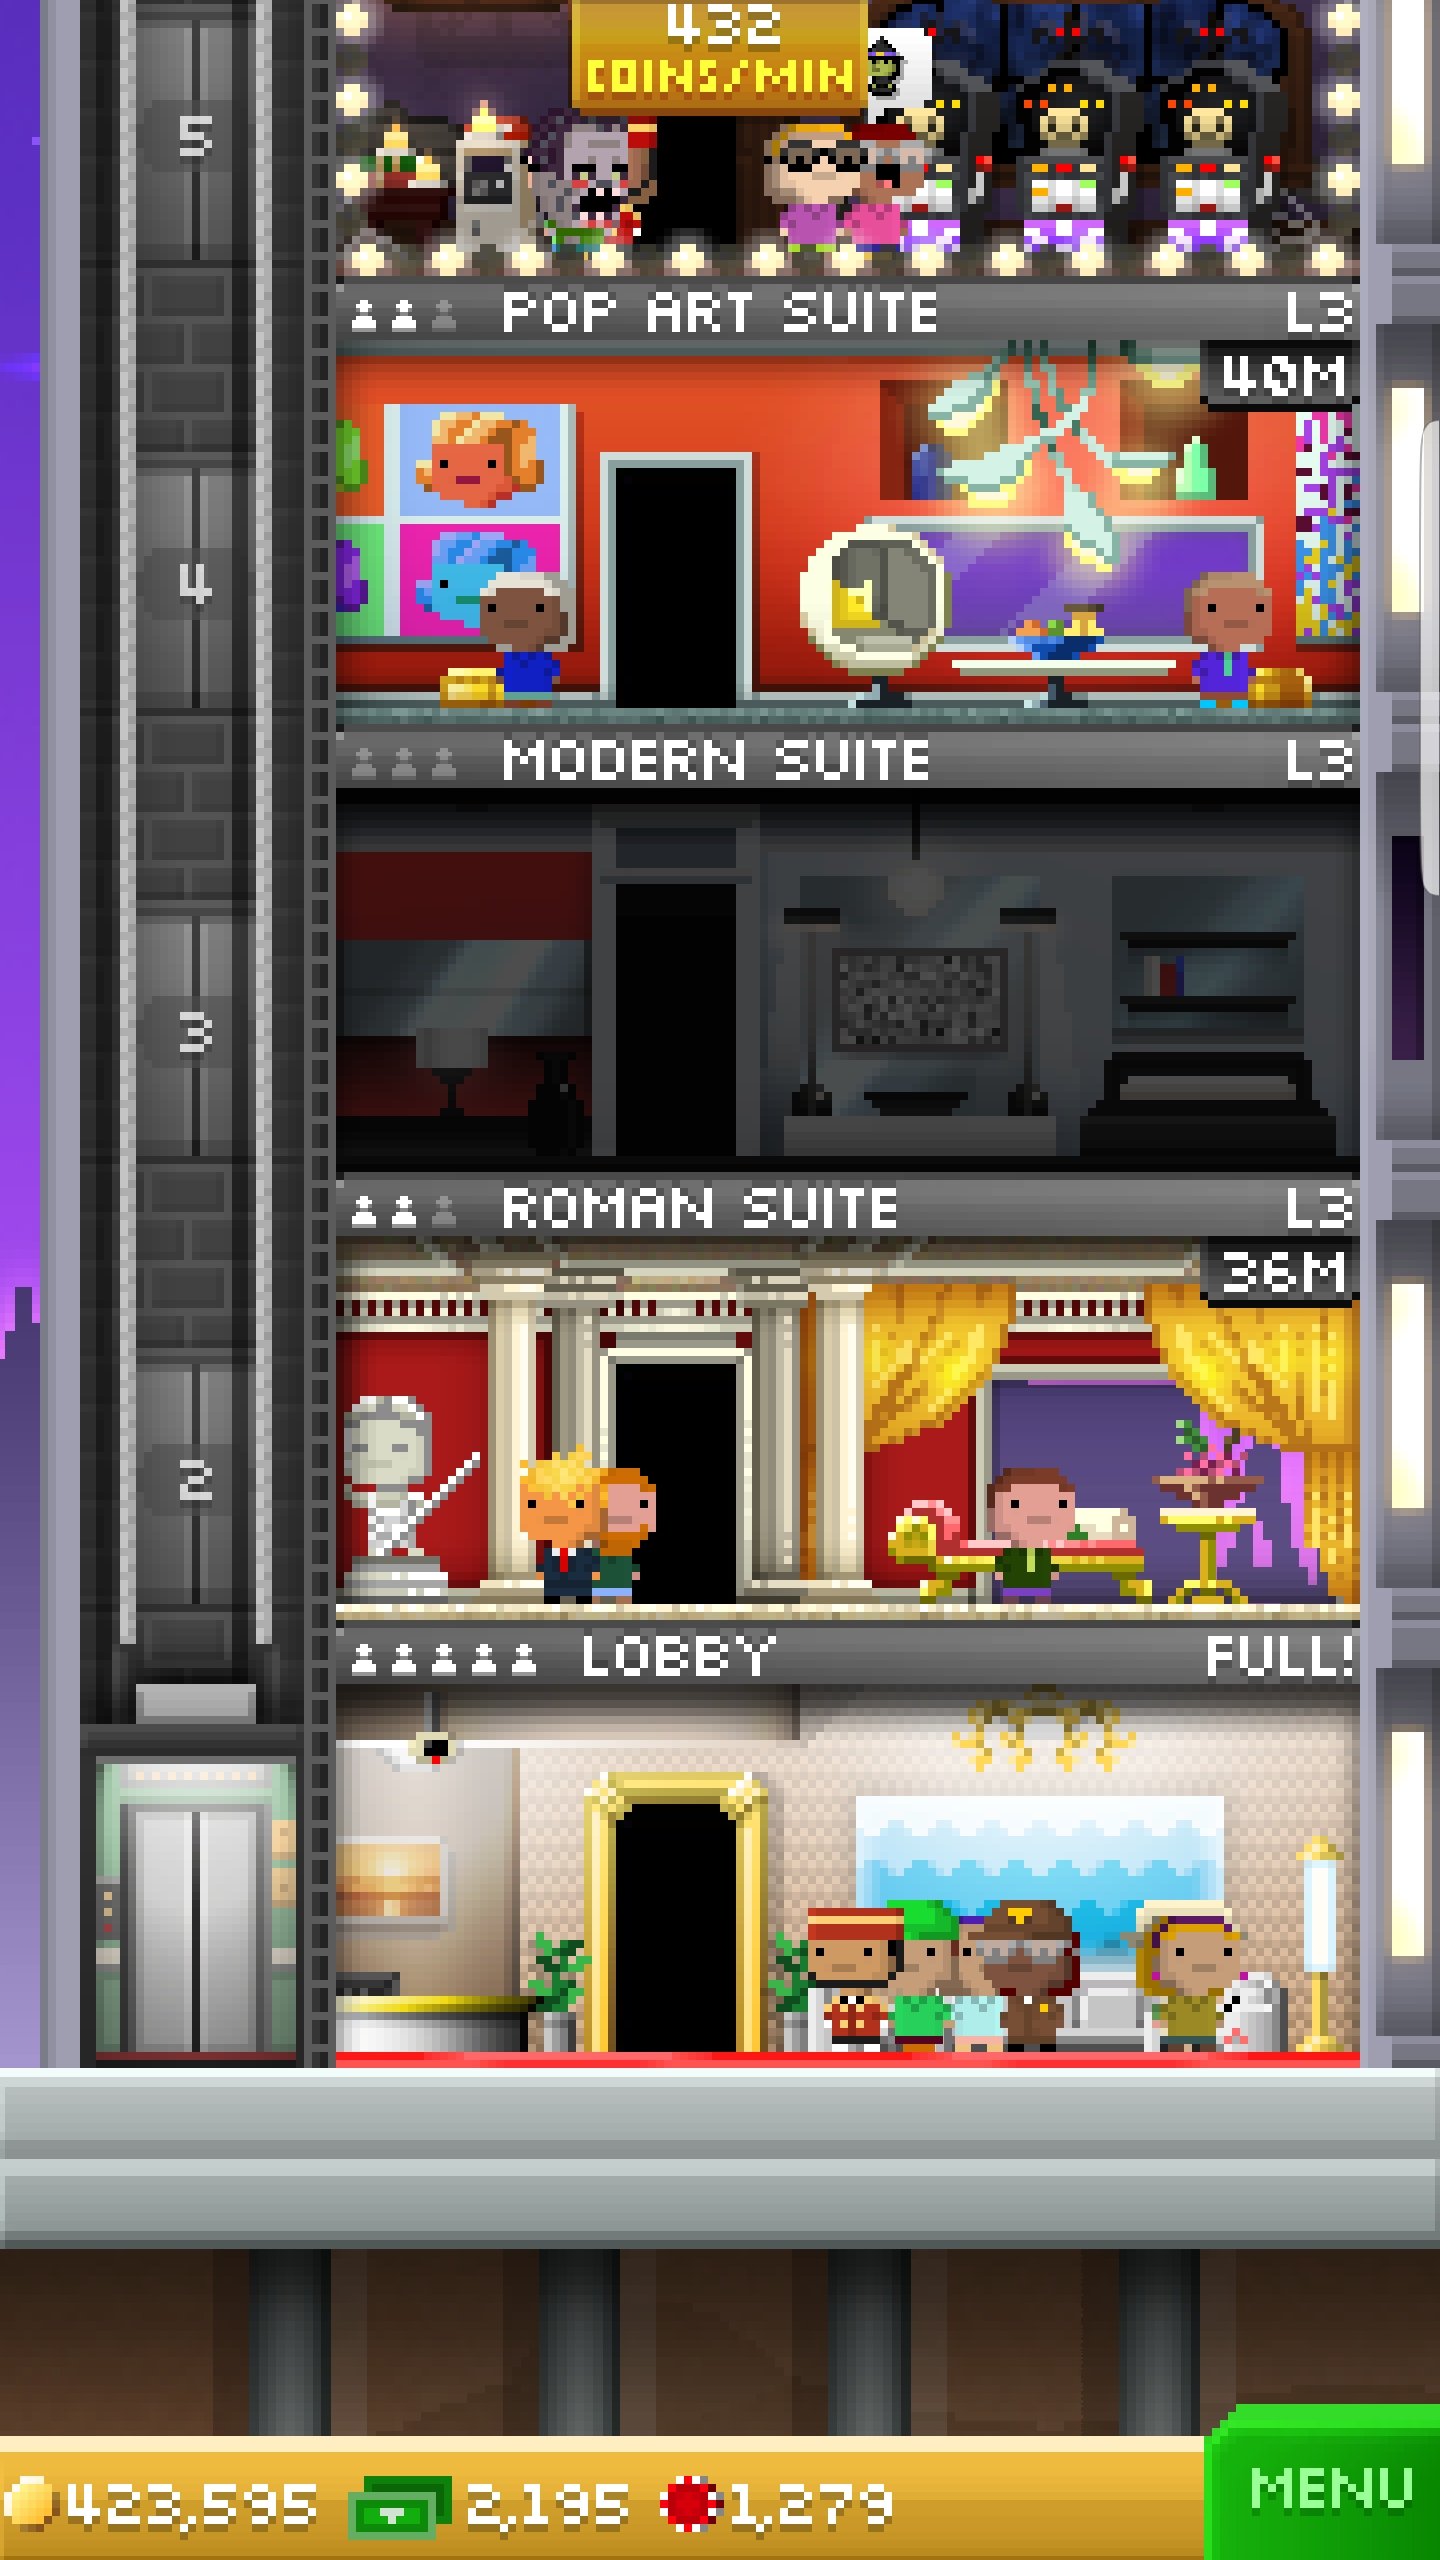 432
COINS/MIN
5
POP ART SUITE L3
40M
4
MODERN SUITE L3
3
ROMAN SUITE L3
36M
2
LOBBY FULL!
423,595 2,195 1,279
MENU